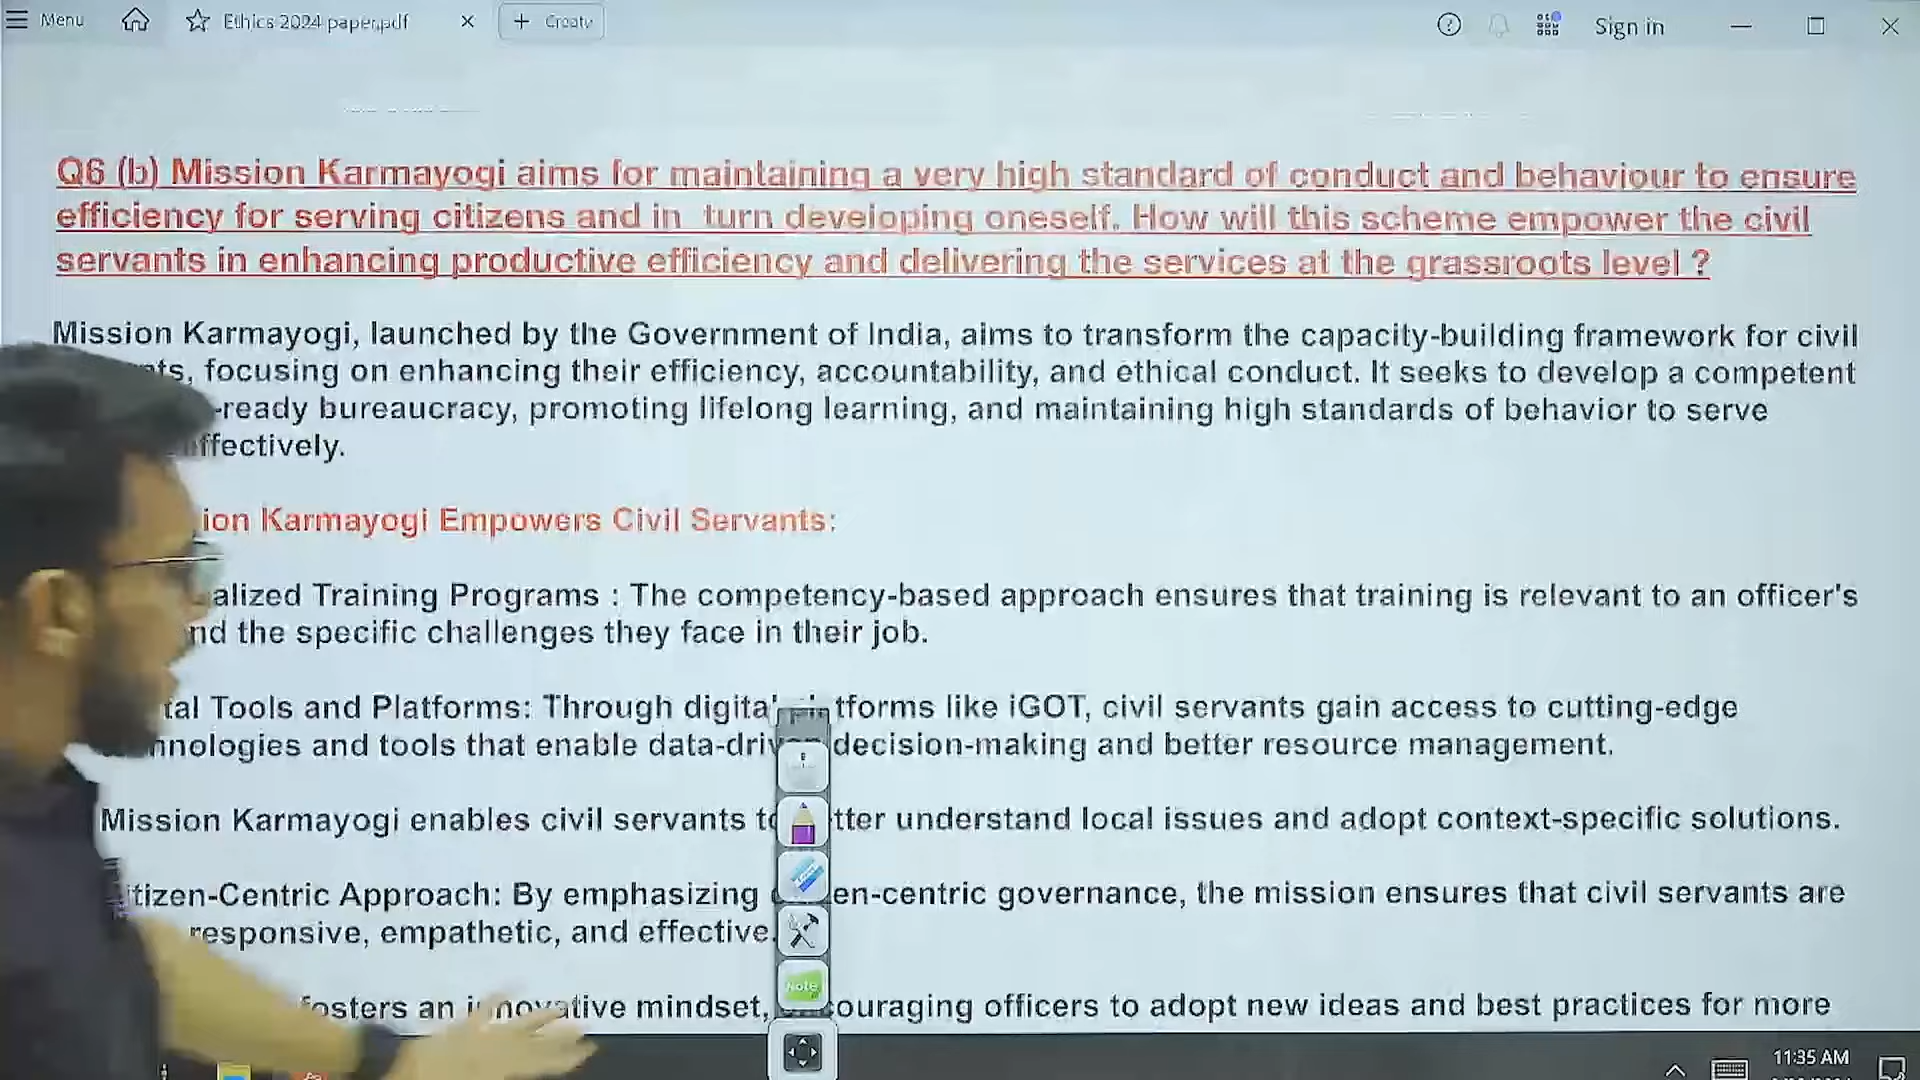 Menu
Ethics 2024 paper.pdf
Create
Sign in
Q6 (b) Mission Karmayogi aims for maintaining a very high standard of conduct and behaviour to ensure
efficiency for serving citizens and in turn developing oneself. How will this scheme empower the civil
servants in enhancing productive efficiency and delivering the services at the grassroots level ?
Mission Karmayogi, launched by the Government of India, aims to transform the capacity-building framework for civil
focusing on enhancing their efficiency, accountability, and ethical conduct. It seeks to develop a competent
-ready bureaucracy, promoting lifelong learning, and maintaining high standards of behavior to serve
ffectively.
ion Karmayogi Empowers Civil Servants:
alized Training Programs : The competency-based approach ensures that training is relevant to an officer's
nd the specific challenges they face in their job.
tal Tools and Platforms: Through digital tforms like iGOT, civil servants gain access to cutting-edge
nologies and tools that enable data-driven decision-making and better resource management.
Mission Karmayogi enables civil servants to tter understand local issues and adopt context-specific solutions.
tizen-Centric Approach: By emphasizing en-centric governance, the mission ensures that civil servants are
responsive, empathetic, and effective.
fosters an innovative mindset, couraging officers to adopt new ideas and best practices for more
Note
11:35 AM